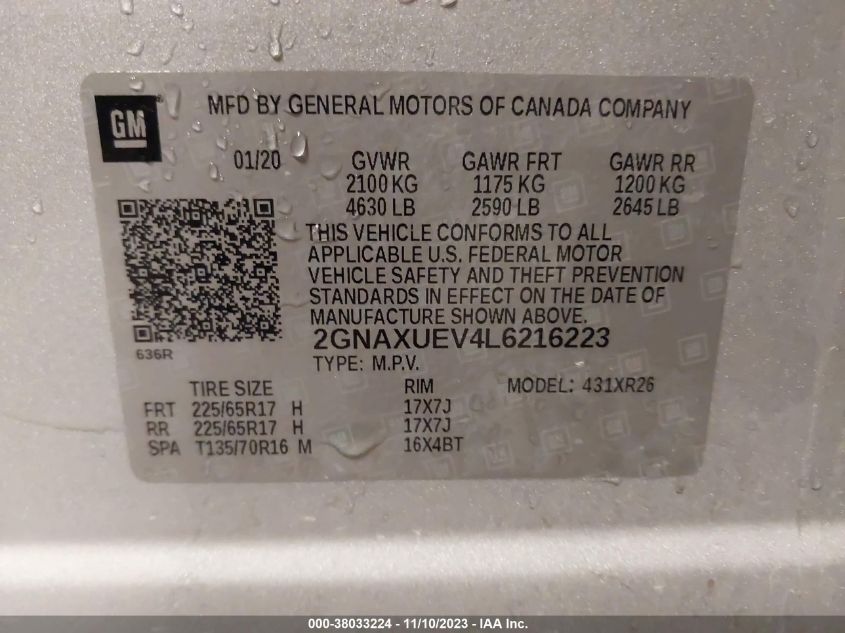 GM
MFD BY GENERAL MOTORS OF CANADA COMPANY
01/20 GVWR GAWR FRT GAWR RR
2100 KG 1175 KG 1200 KG
4630 LB 2590 LB 2645 LB
THIS VEHICLE CONFORMS TO ALL
APPLICABLE U.S. FEDERAL MOTOR
VEHICLE SAFETY AND THEFT PREVENTION
STANDARDS IN EFFECT ON THE DATE OF
MANUFACTURE SHOWN ABOVE.
2GNAXUEV4L6216223
636R
TYPE: M.P.V.
TIRE SIZE RIM MODEL: 431XR26
FRT 225/65R17 H 17X7J
RR 225/65R17 H 17X7J
SPA T135/70R16 M 16X4BT
000-38033224 - 11/10/2023 - IAA Inc.